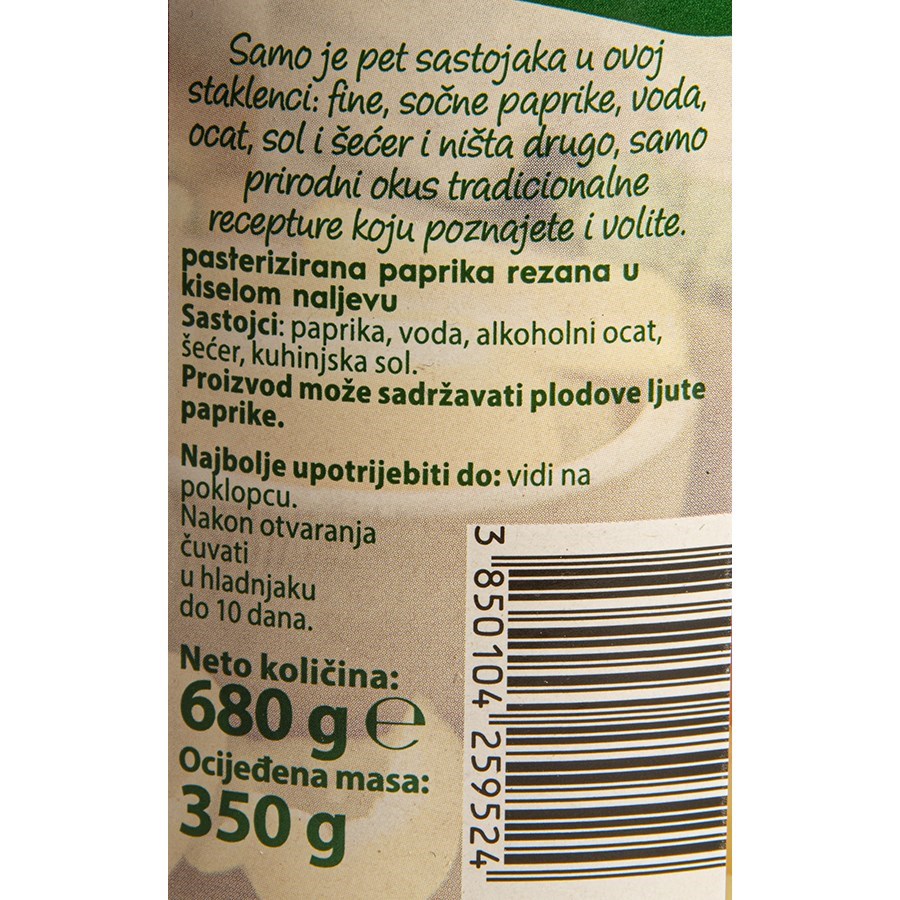 Samo je pet sastojaka u ovoj
staklenci: fine, sočne paprike, voda,
ocat, sol i šećer i ništa drugo, samo
prirodni okus tradicionalne
recepture koju poznajete i volite.
pasterizirana paprika rezana u
kiselom naljevu
Sastojci: paprika, voda, alkoholni ocat,
šećer, kuhinjska sol.
Proizvod može sadržavati plodove ljute
paprike.
Najbolje upotrijebiti do: vidi na
poklopcu.
Nakon otvaranja
čuvati
u hladnjaku
do 10 dana.
Neto količina:
680 g ℮
Ocijeđena masa:
350 g
3 850104 259524